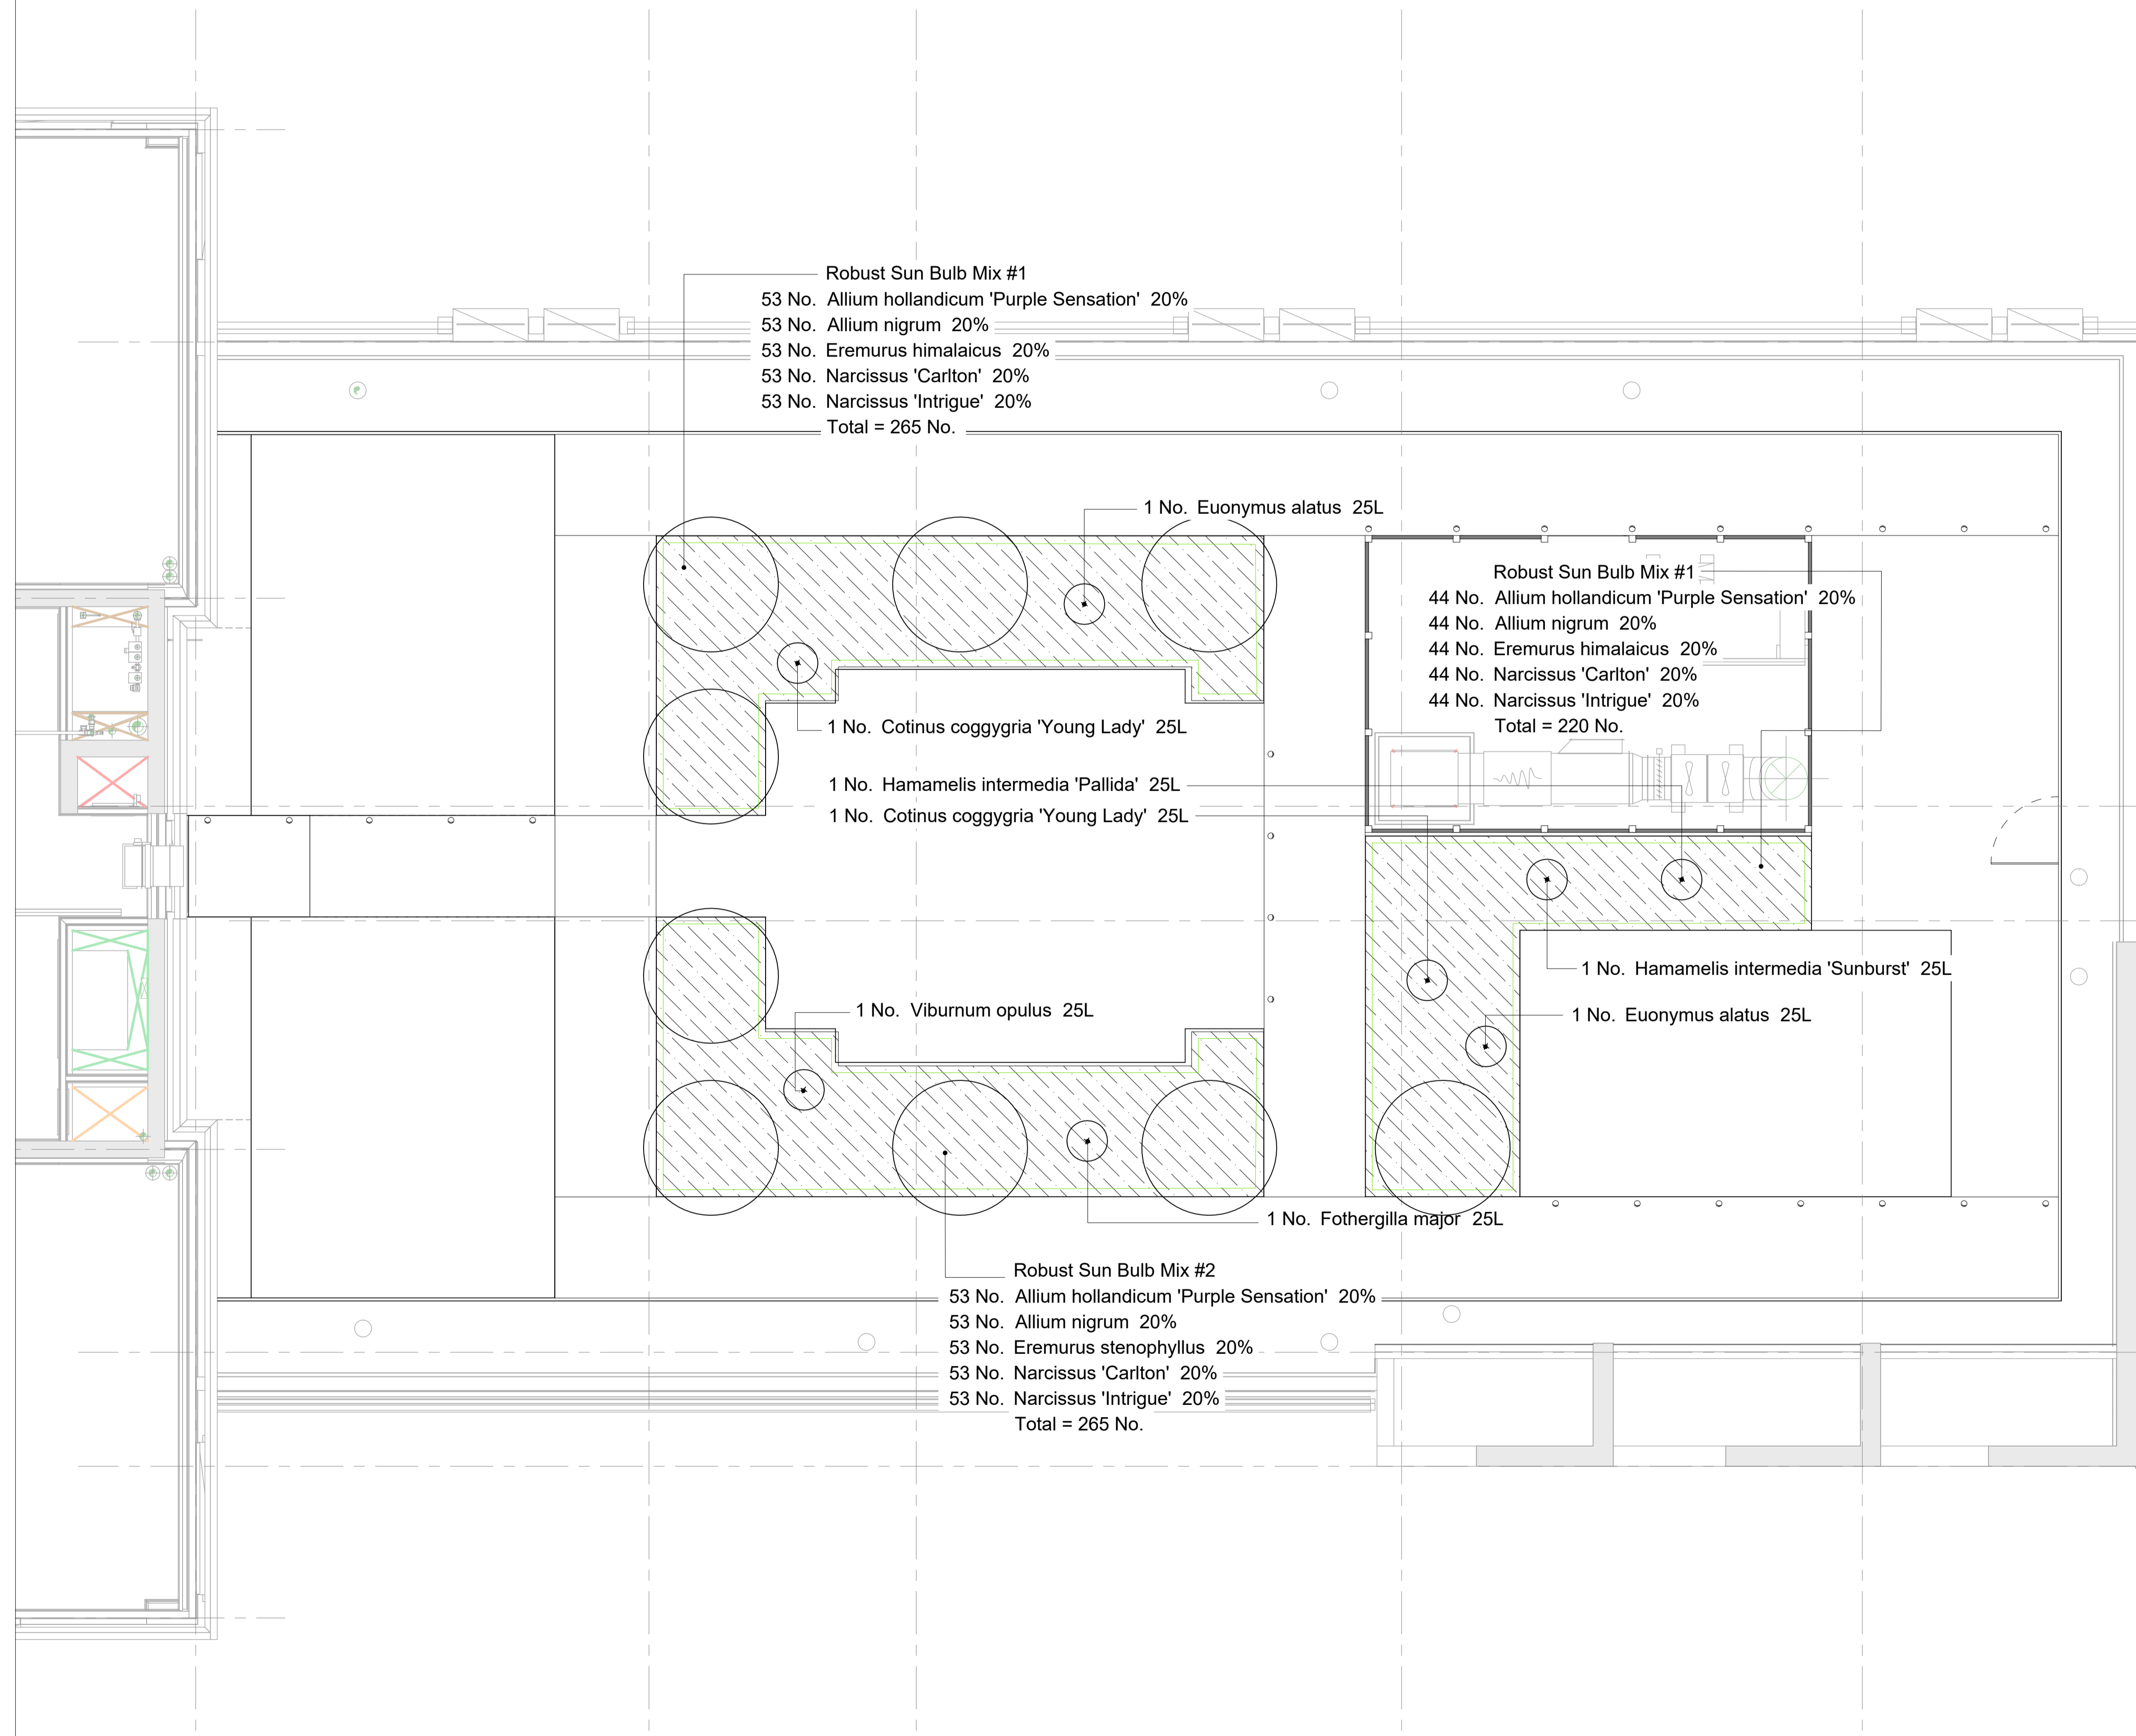 Robust Sun Bulb Mix #1
53 No. Allium hollandicum 'Purple Sensation' 20%
53 No. Allium nigrum 20%
53 No. Eremurus himalaicus 20%
53 No. Narcissus 'Carlton' 20%
53 No. Narcissus 'Intrigue' 20%
Total = 265 No.
1 No. Euonymus alatus 25L
Robust Sun Bulb Mix #1
44 No. Allium hollandicum 'Purple Sensation' 20%
44 No. Allium nigrum 20%
44 No. Eremurus himalaicus 20%
44 No. Narcissus 'Carlton' 20%
44 No. Narcissus 'Intrigue' 20%
Total = 220 No.
1 No. Cotinus coggygria 'Young Lady' 25L
1 No. Hamamelis intermedia 'Pallida' 25L
1 No. Cotinus coggygria 'Young Lady' 25L
1 No. Hamamelis intermedia 'Sunburst' 25L
1 No. Viburnum opulus 25L
1 No. Euonymus alatus 25L
1 No. Fothergilla major 25L
Robust Sun Bulb Mix #2
53 No. Allium hollandicum 'Purple Sensation' 20%
53 No. Allium nigrum 20%
53 No. Eremurus stenophyllus 20%
53 No. Narcissus 'Carlton' 20%
53 No. Narcissus 'Intrigue' 20%
Total = 265 No.